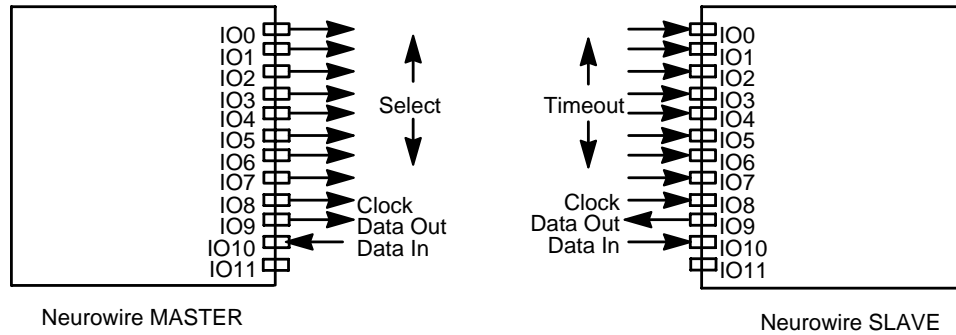 IO0
IO1
IO2
IO3
IO4
IO5
IO6
IO7
IO8
IO9
IO10
IO11
Select
Clock
Data Out
Data In
Neurowire MASTER
Timeout
Clock
Data Out
Data In
IO0
IO1
IO2
IO3
IO4
IO5
IO6
IO7
IO8
IO9
IO10
IO11
Neurowire SLAVE